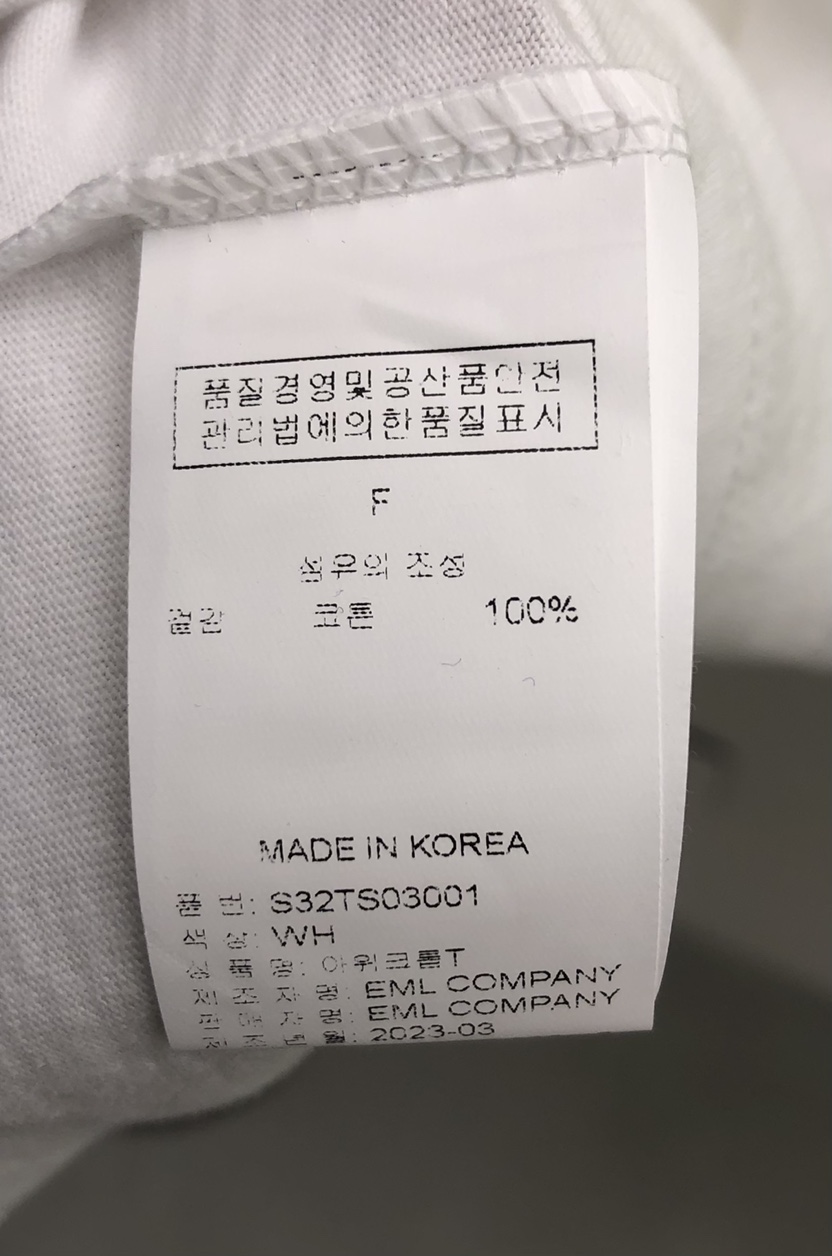 품질경영및공산품안전
관리법에의한품질표시
F
섬유의 조성
겉감 코튼 100%
MADE IN KOREA
품 번: S32TS03001
색 상: WH
상 품 명: 아워크롭T
제 조 자 명: EML COMPANY
판 매 자 명: EML COMPANY
제 조 년 월: 2023-03